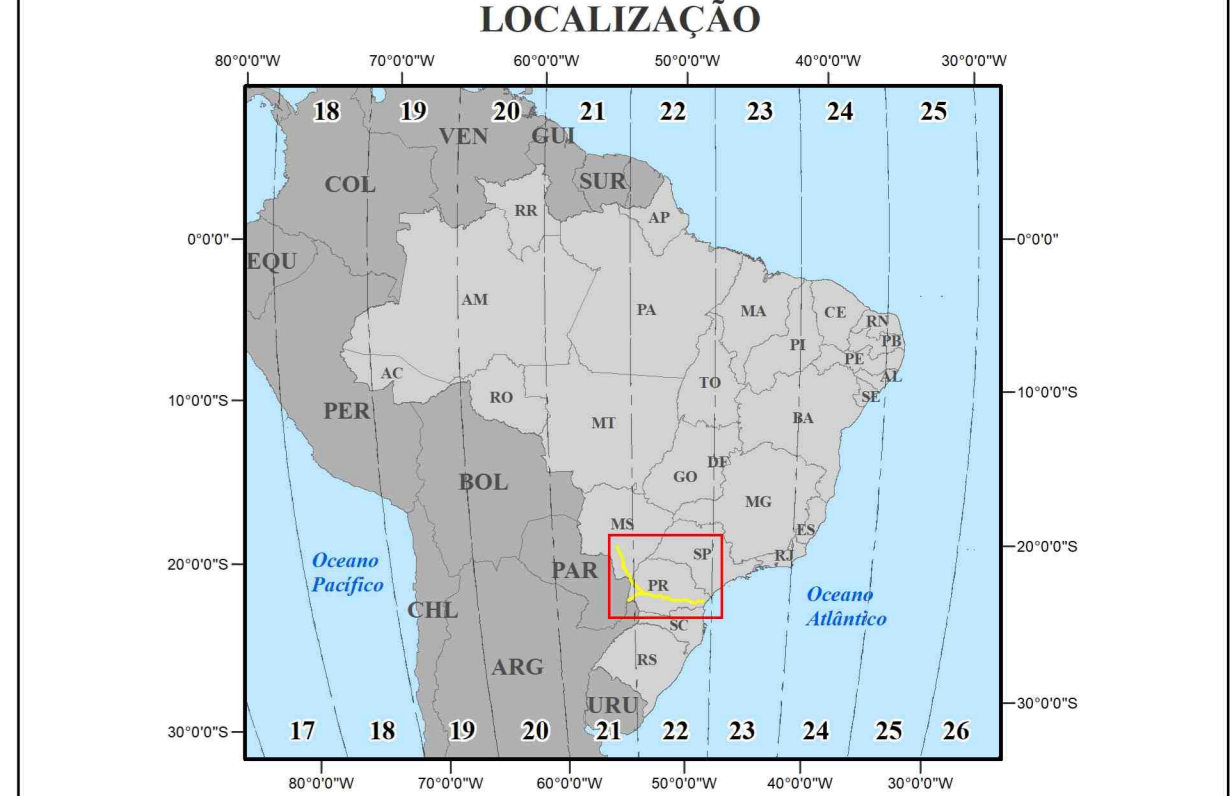 LOCALIZAÇÃO
80°0'0"W 70°0'0"W 60°0'0"W 50°0'0"W 40°0'0"W 30°0'0"W
18 19 20 21 22 23 24 25
VEN GUI
COL SUR
RR AP
0°0'0" 0°0'0"
EQU
AM PA MA CE
RN
PI PB
PE
AC TO AL
RO SE
10°0'0"S 10°0'0"S
PER MT BA
DF
BOL GO
MG
MS ES
20°0'0"S 20°0'0"S
Oceano
Pacífico
PAR SP RJ
PR
Oceano
Atlântico
CHL SC
ARG RS
URU
30°0'0"S 30°0'0"S
17 18 19 20 21 22 23 24 25 26
80°0'0"W 70°0'0"W 60°0'0"W 50°0'0"W 40°0'0"W 30°0'0"W